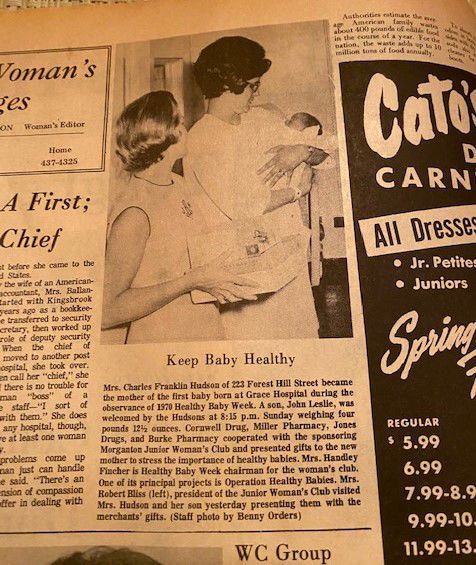 Woman's
ges
ON Woman's Editor
Home
437-4325
A First;
Chief
t before she came to the
d States.
y the wife of an American-
accountant, Mrs. Ballan-
tarted with Kingsbrook
years ago as a bookkee-
e transferred to security
cretary, then worked up
role of deputy security
When the chief of
moved to another post
ospital, she took over.
en call her "chief," she
f there is no trouble for
man "boss" of a
e staff—"I sort of
with them." She does
any hospital, though,
ve at least one woman
y.
problems come up
man just can handle
he said. "There's an
ension of compassion
offer in dealing with
Keep Baby Healthy
Mrs. Charles Franklin Hudson of 223 Forest Hill Street became
the mother of the first baby born at Grace Hospital during the
observance of 1970 Healthy Baby Week. A son, John Leslie, was
welcomed by the Hudsons at 8:15 p.m. Sunday weighing four
pounds 12½ ounces. Cornwell Drug, Miller Pharmacy, Jones
Drugs, and Burke Pharmacy cooperated with the sponsoring
Morganton Junior Woman's Club and presented gifts to the new
mother to stress the importance of healthy babies. Mrs. Handley
Fincher is Healthy Baby Week chairman for the woman's club.
One of its principal projects is Operation Healthy Babies. Mrs.
Robert Bliss (left), president of the Junior Woman's Club visited
Mrs. Hudson and her son yesterday presenting them with the
merchants' gifts. (Staff photo by Benny Orders)
WC Group
Authorities estimate the aver-
age American family wastes
about 400 pounds of edible food
in the course of a year. For the
nation, the waste adds up to 10
million tons of food annually.
Cato's
D
CARN
All Dresses
• Jr. Petites
• Juniors
Spring
REGULAR
$ 5.99
6.99
7.99-8.9
9.99-10.
11.99-13.